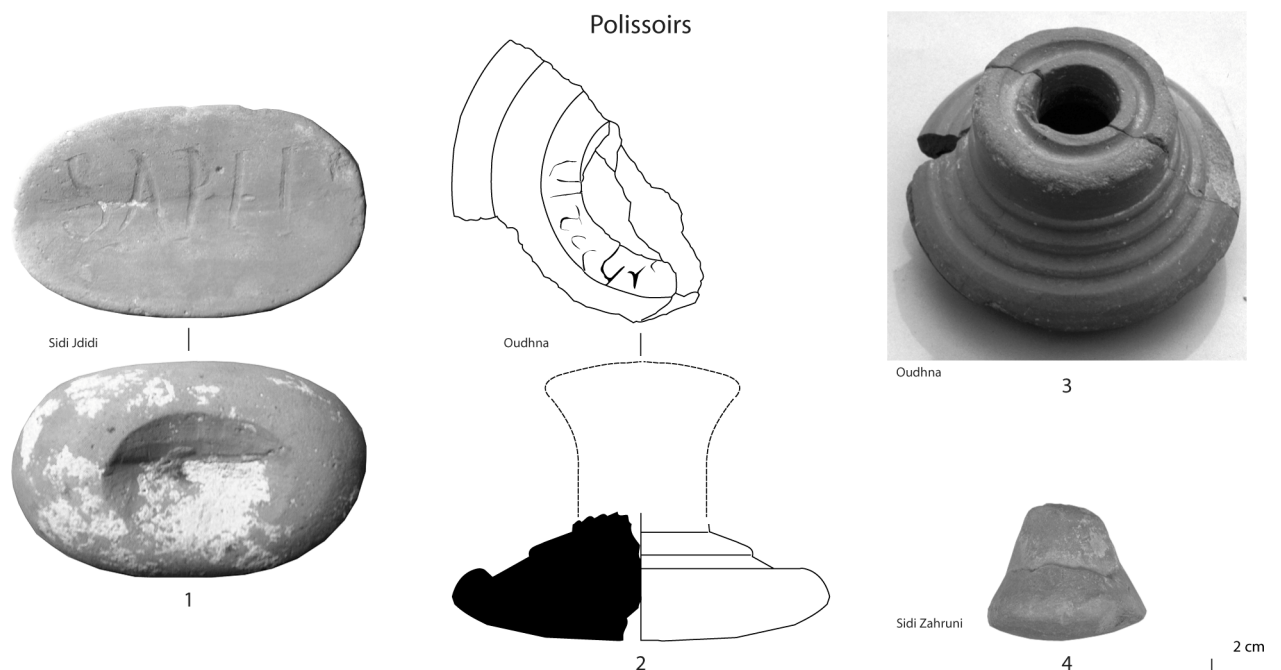 Polissoirs
Sidi Jdidi
1
Oudhna
2
Oudhna
3
Sidi Zahruni
4
2 cm